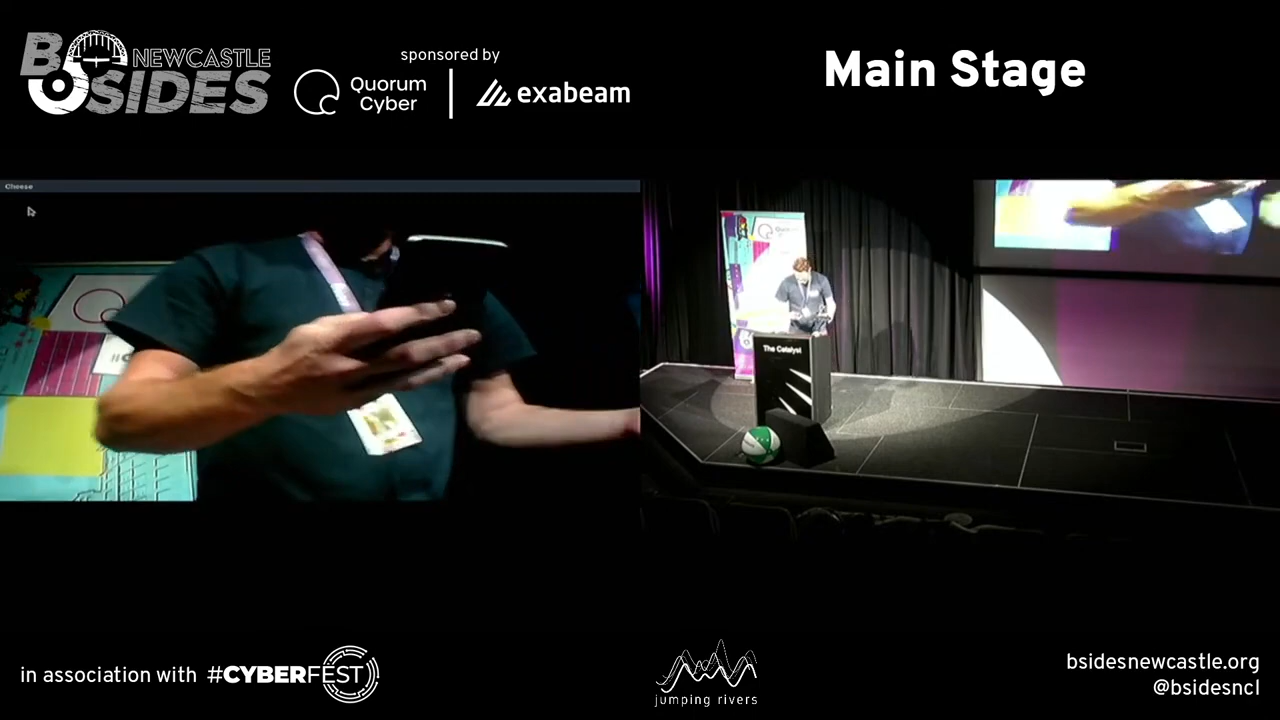 BSIDES NEWCASTLE
sponsored by
Quorum
Cyber
exabeam
Main Stage
Cheese
The Catalyst
in association with #CYBERFEST
jumping rivers
bsidesnewcastle.org
@bsidesncl